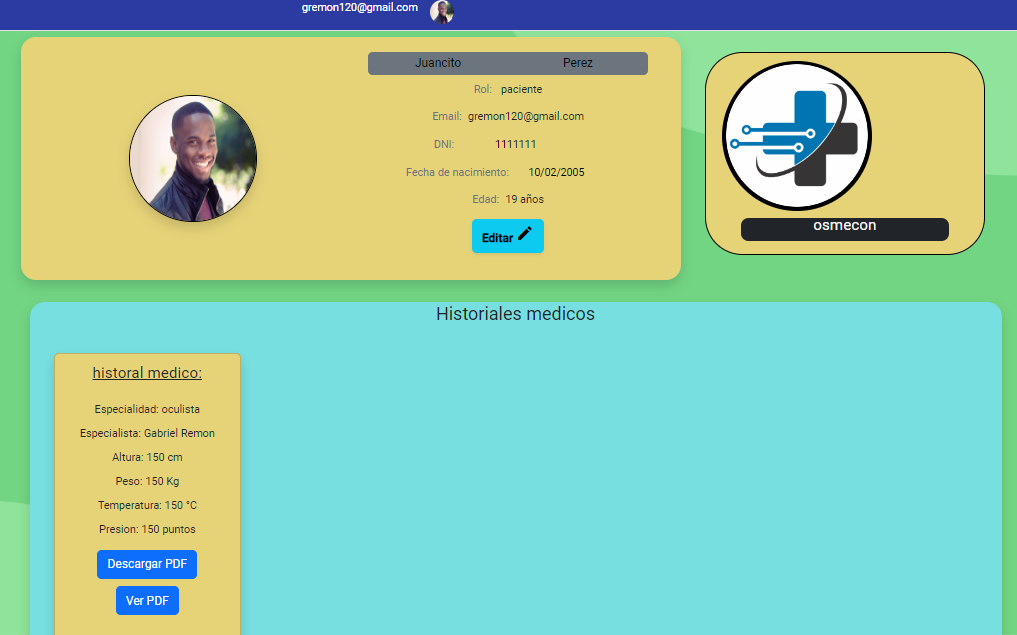 gremon120@gmail.com
Juancito Perez
Rol: paciente
Email: gremon120@gmail.com
DNI: 1111111
Fecha de nacimiento: 10/02/2005
Edad: 19 años
Editar
osmecon
Historiales medicos
historal medico:
Especialidad: oculista
Especialista: Gabriel Remon
Altura: 150 cm
Peso: 150 Kg
Temperatura: 150 °C
Presion: 150 puntos
Descargar PDF
Ver PDF